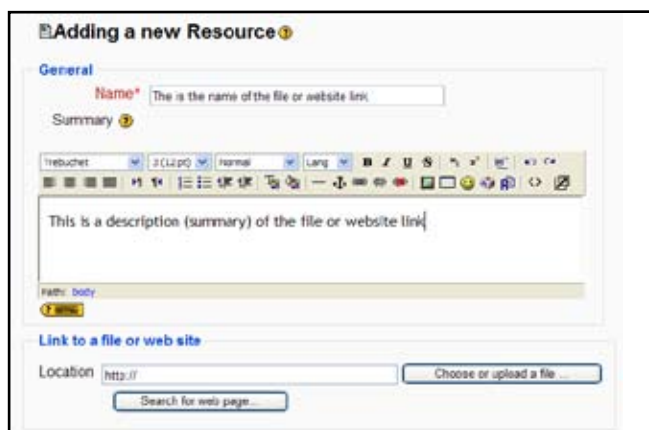 Adding a new Resource
General
Name* The is the name of the file or website link
Summary
Trebuchet 3 (12 pt) Normal Lang B I U S
This is a description (summary) of the file or website link
Path: body
Link to a file or web site
Location http:// Choose or upload a file ...
Search for web page...